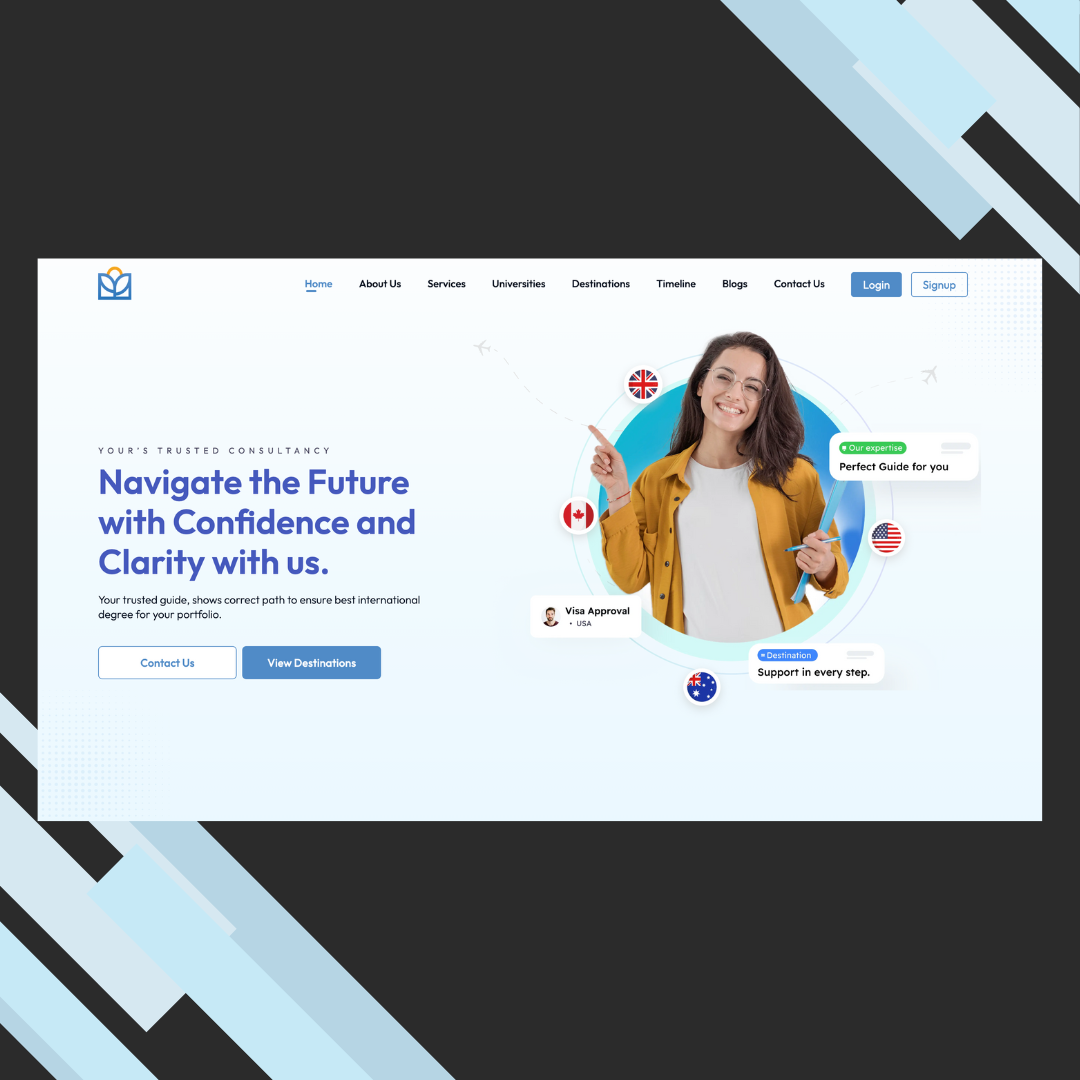 Home About Us Services Universities Destinations Timeline Blogs Contact Us Login Signup
YOUR'S TRUSTED CONSULTANCY
Navigate the Future
with Confidence and
Clarity with us.
Your trusted guide, shows correct path to ensure best international
degree for your portfolio.
Contact Us View Destinations
Our expertise
Perfect Guide for you
Visa Approval
• USA
Destination
Support in every step.